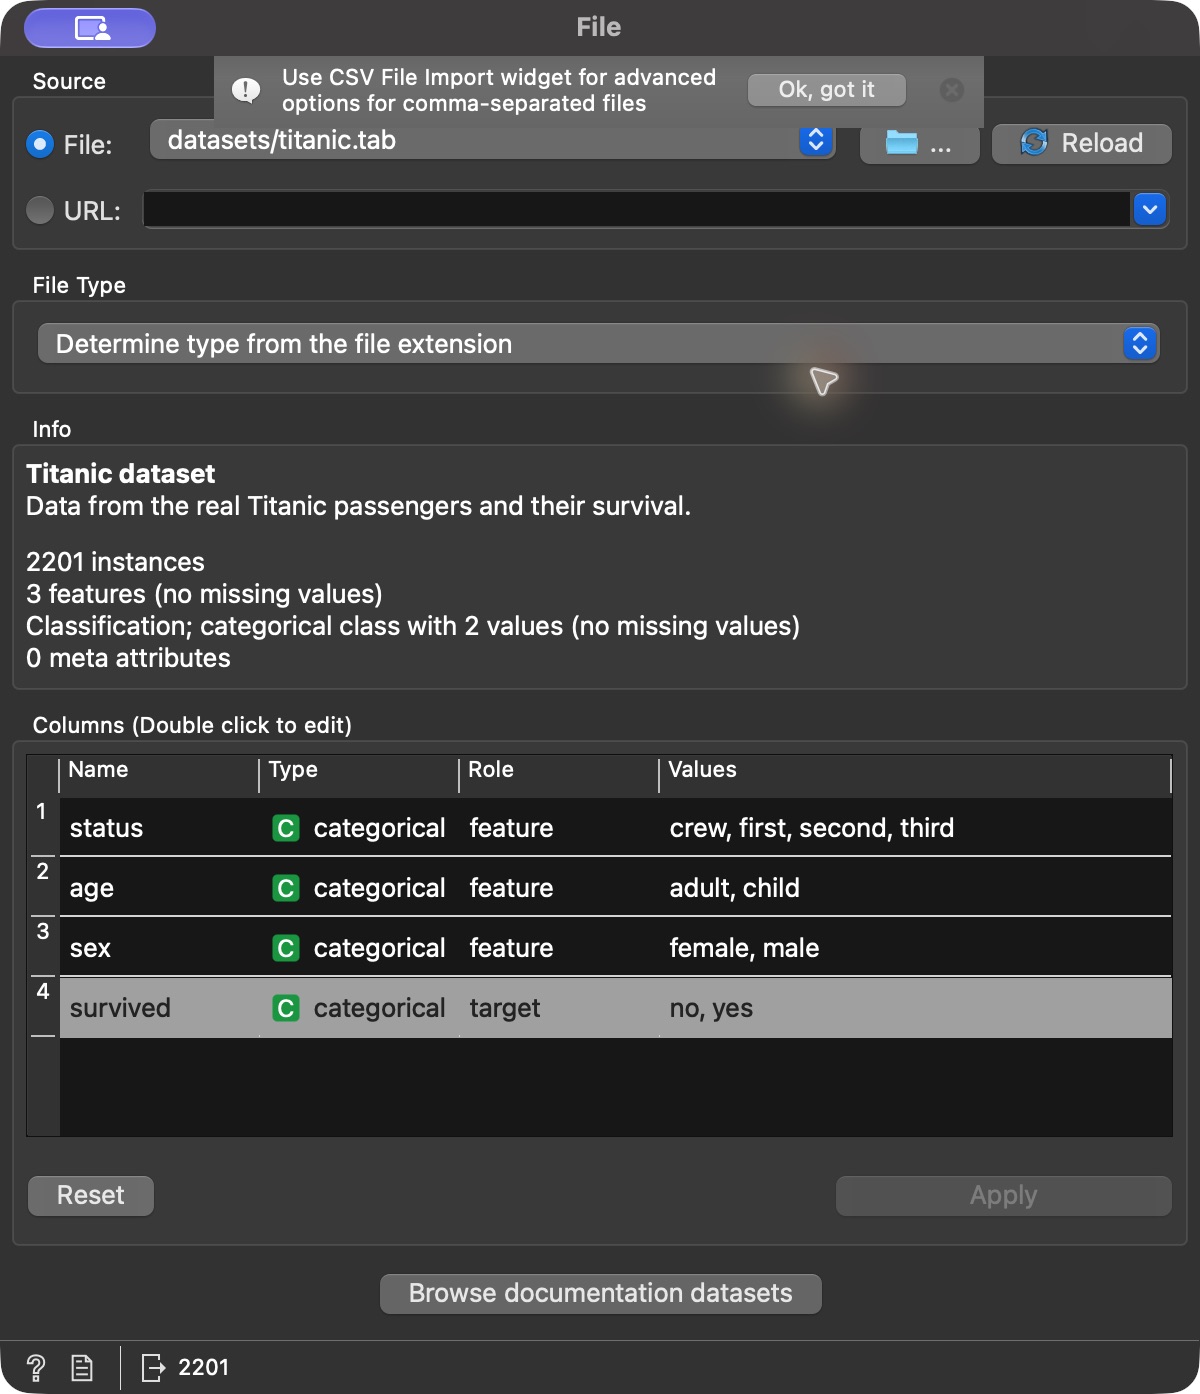 File
Source
Use CSV File Import widget for advanced
options for comma-separated files
Ok, got it
File:
datasets/titanic.tab
...
Reload
URL:
File Type
Determine type from the file extension
Info
Titanic dataset
Data from the real Titanic passengers and their survival.
2201 instances
3 features (no missing values)
Classification; categorical class with 2 values (no missing values)
0 meta attributes
Columns (Double click to edit)
Name Type Role Values
1 status C categorical feature crew, first, second, third
2 age C categorical feature adult, child
3 sex C categorical feature female, male
4 survived C categorical target no, yes
Reset
Apply
Browse documentation datasets
? 2201